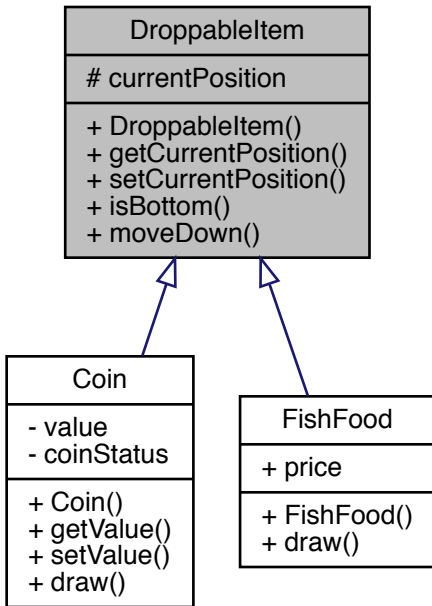 DroppableItem
# currentPosition
+ DroppableItem()
+ getCurrentPosition()
+ setCurrentPosition()
+ isBottom()
+ moveDown()
Coin
- value
- coinStatus
+ Coin()
+ getValue()
+ setValue()
+ draw()
FishFood
+ price
+ FishFood()
+ draw()